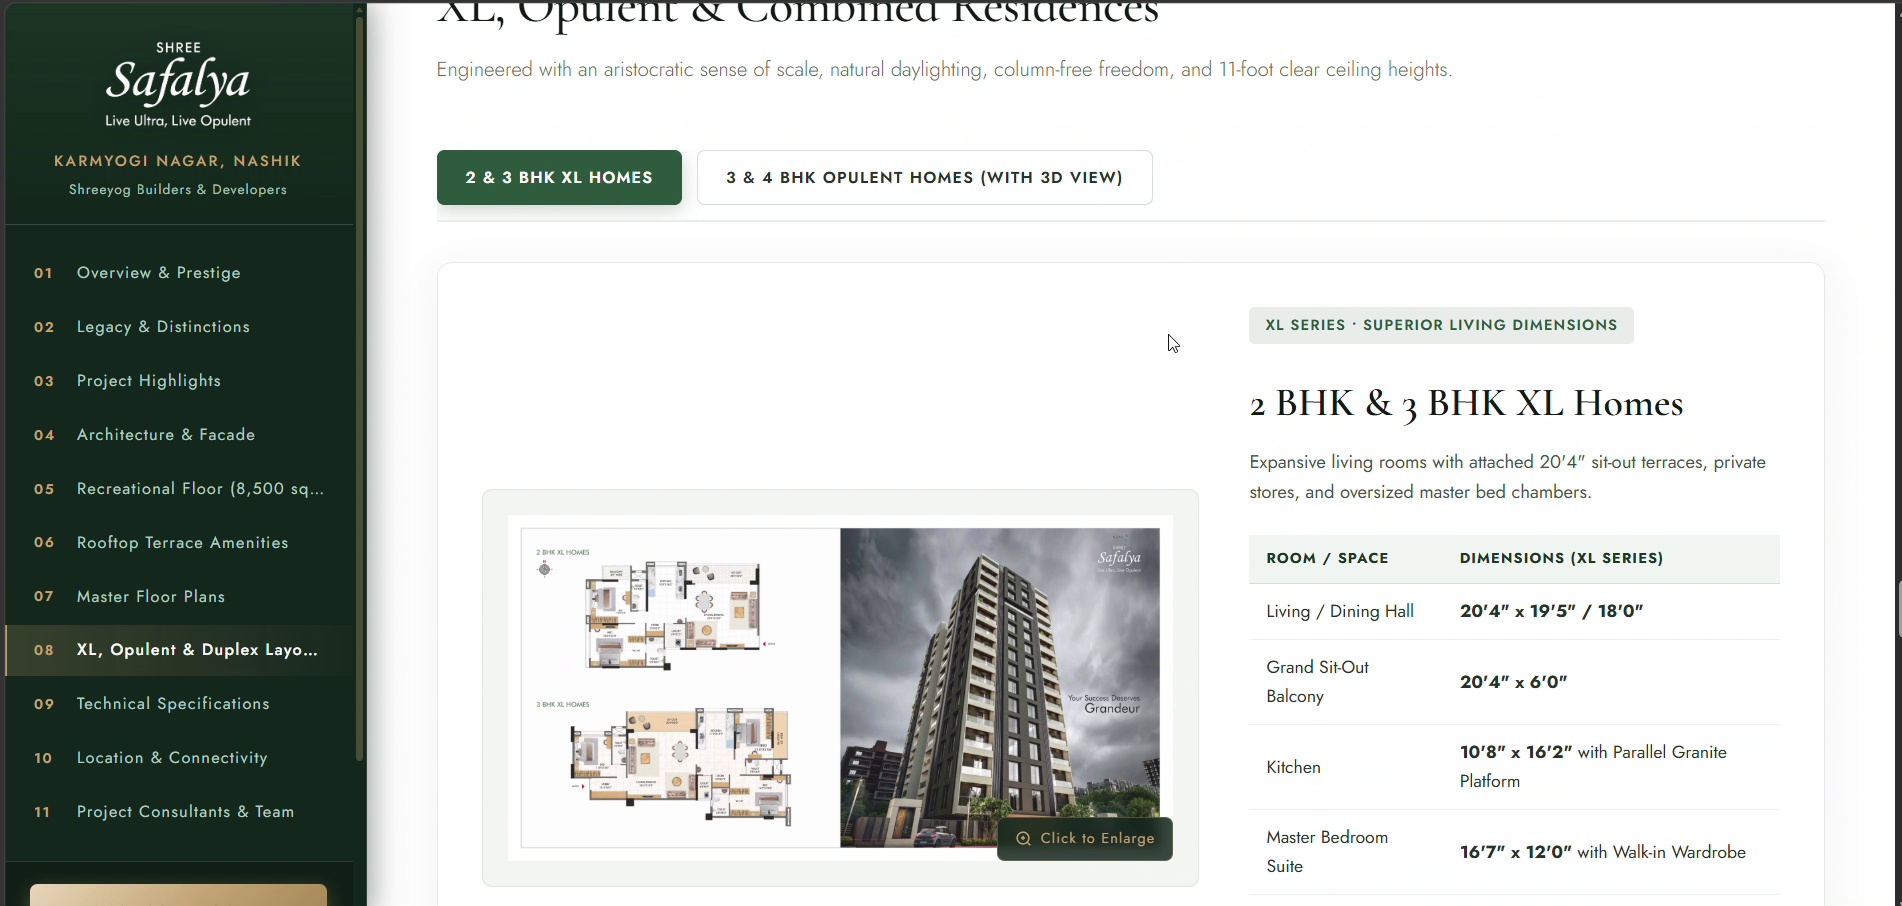 SHREE
Safalya
Live Ultra, Live Opulent
KARMYOGI NAGAR, NASHIK
Shreeyog Builders & Developers
01 Overview & Prestige
02 Legacy & Distinctions
03 Project Highlights
04 Architecture & Facade
05 Recreational Floor (8,500 sq...
06 Rooftop Terrace Amenities
07 Master Floor Plans
08 XL, Opulent & Duplex Layo...
09 Technical Specifications
10 Location & Connectivity
11 Project Consultants & Team
XL, Opulent & Combined Residences
Engineered with an aristocratic sense of scale, natural daylighting, column-free freedom, and 11-foot clear ceiling heights.
2 & 3 BHK XL HOMES
3 & 4 BHK OPULENT HOMES (WITH 3D VIEW)
2 BHK XL HOMES
3 BHK XL HOMES
Safalya
Your Success Deserves
Grandeur
Click to Enlarge
XL SERIES · SUPERIOR LIVING DIMENSIONS
2 BHK & 3 BHK XL Homes
Expansive living rooms with attached 20'4" sit-out terraces, private
stores, and oversized master bed chambers.
ROOM / SPACE DIMENSIONS (XL SERIES)
Living / Dining Hall 20'4" x 19'5" / 18'0"
Grand Sit-Out
Balcony
20'4" x 6'0"
Kitchen
10'8" x 16'2" with Parallel Granite
Platform
Master Bedroom
Suite
16'7" x 12'0" with Walk-in Wardrobe